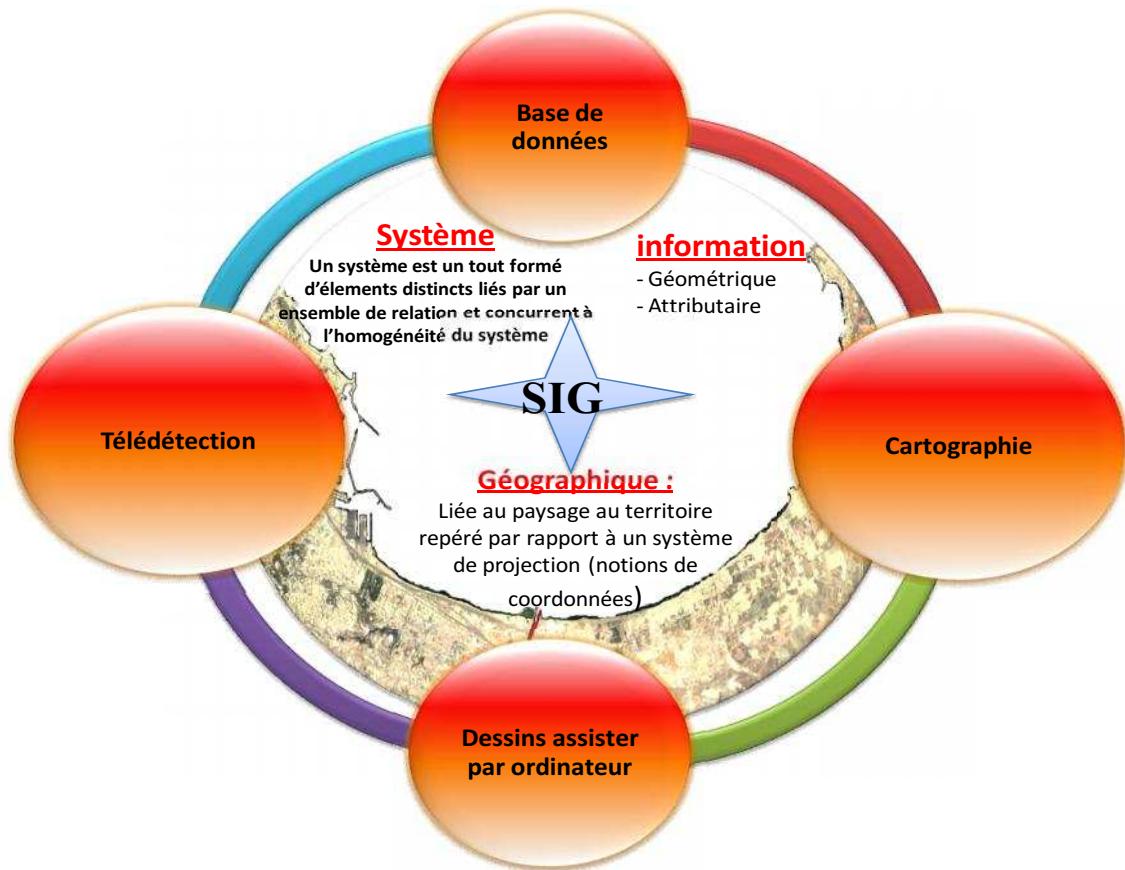 Base de
données
Système
Un système est un tout formé
d'élements distincts liés par un
ensemble de relation et concurrent à
l'homogénéité du système
information
- Géométrique
- Attributaire
SIG
Télédétection
Cartographie
Géographique :
Liée au paysage au territoire
repéré par rapport à un système
de projection (notions de
coordonnées)
Dessins assister
par ordinateur